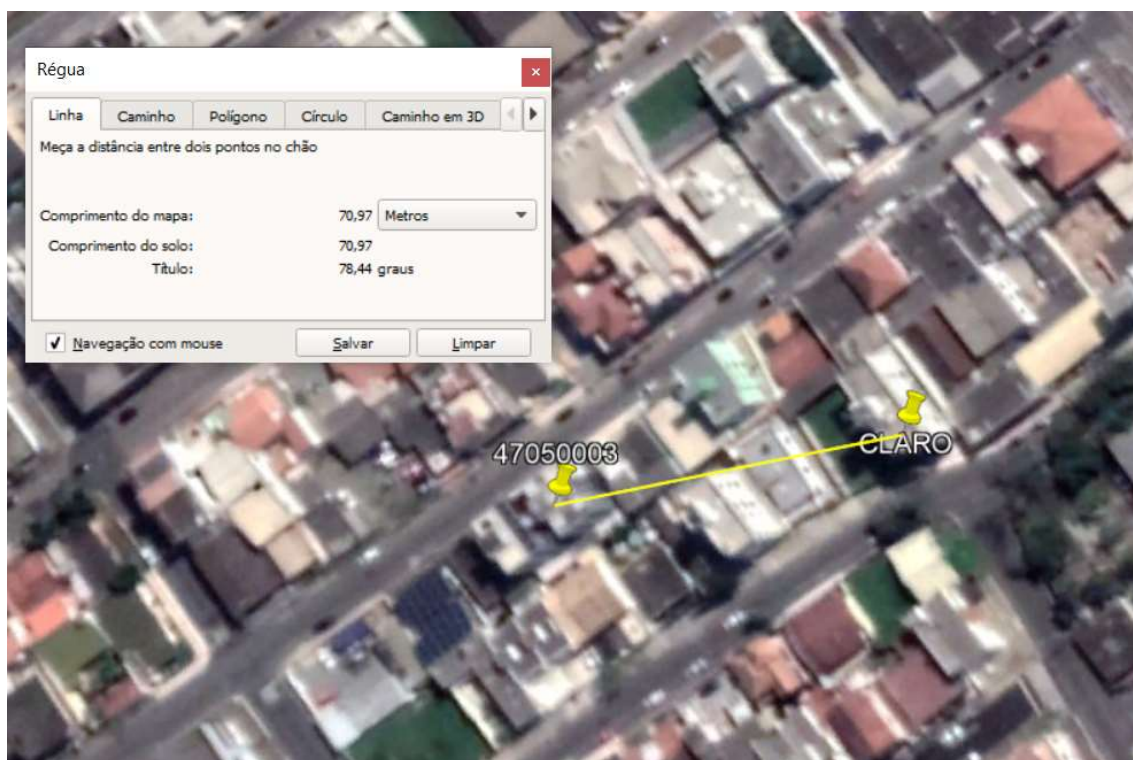 Régua
Linha Caminho Polígono Círculo Caminho em 3D
Meça a distância entre dois pontos no chão
Comprimento do mapa: 70,97 Metros
Comprimento do solo: 70,97
Título: 78,44 graus
Navegação com mouse Salvar Limpar
CLARO
47050003